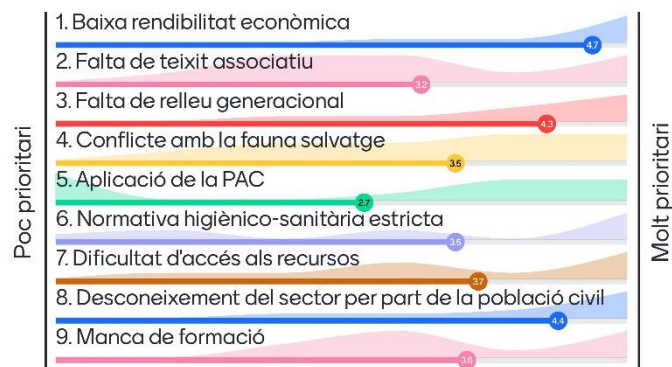 Poc prioritari
1. Baixa rendibilitat econòmica
4.7
2. Falta de teixit associatiu
3.2
3. Falta de relleu generacional
4.3
4. Conflicte amb la fauna salvatge
3.5
5. Aplicació de la PAC
2.7
6. Normativa higiènico-sanitària estricta
3.5
7. Dificultat d'accés als recursos
3.7
8. Desconeixement del sector per part de la població civil
4.4
9. Manca de formació
3.6
Molt prioritari